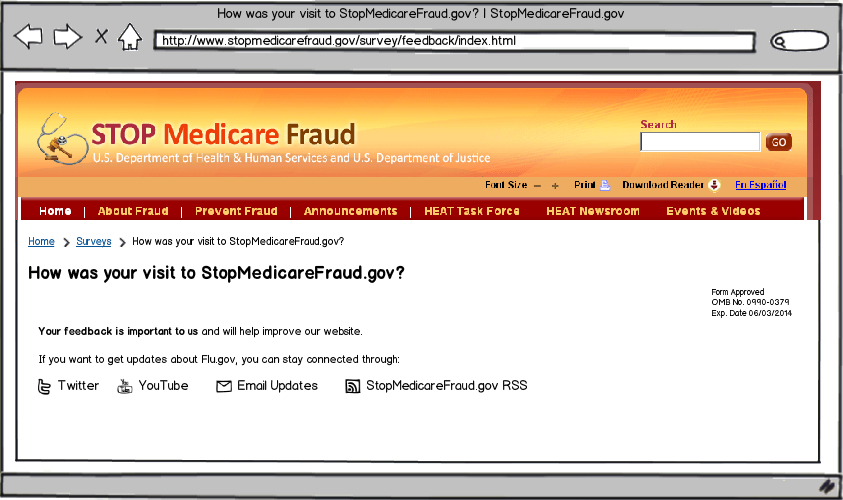 How was your visit to StopMedicareFraud.gov? | StopMedicareFraud.gov
http://www.stopmedicarefraud.gov/survey/feedback/index.html
STOP Medicare Fraud
U.S. Department of Health & Human Services and U.S. Department of Justice
Search
GO
Font Size - + Print Download Reader En Español
Home | About Fraud | Prevent Fraud | Announcements | HEAT Task Force HEAT Newsroom Events & Videos
Home > Surveys > How was your visit to StopMedicareFraud.gov?
How was your visit to StopMedicareFraud.gov?
Form Approved
OMB No. 0990-0379
Exp. Date 06/03/2014
Your feedback is important to us and will help improve our website.
If you want to get updates about Flu.gov, you can stay connected through:
Twitter YouTube Email Updates StopMedicareFraud.gov RSS